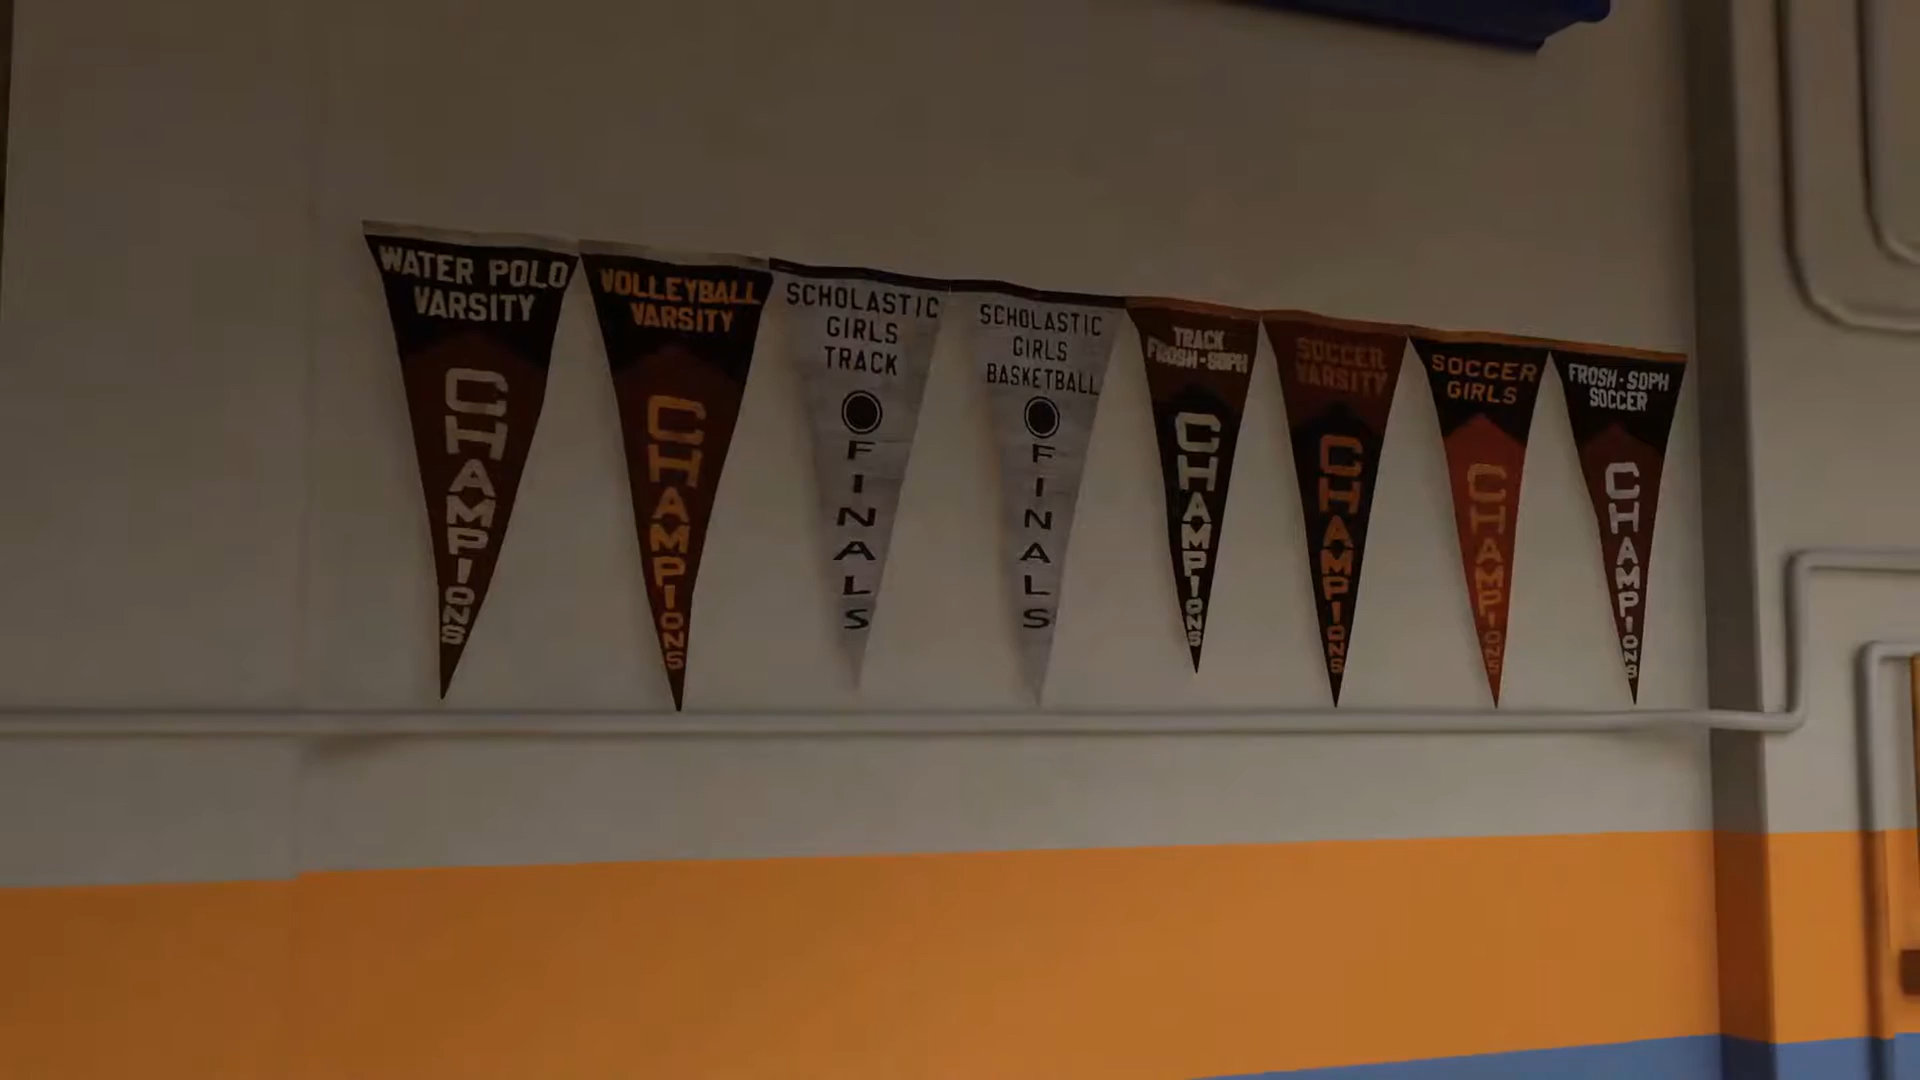 WATER POLO
VARSITY
CHAMPIONS
VOLLEYBALL
VARSITY
CHAMPIONS
SCHOLASTIC
GIRLS
TRACK
FINALS
SCHOLASTIC
GIRLS
BASKETBALL
FINALS
TRACK
FROSH-SOPH
CHAMPIONS
SOCCER
VARSITY
CHAMPIONS
SOCCER
GIRLS
CHAMPIONS
FROSH-SOPH
SOCCER
CHAMPIONS